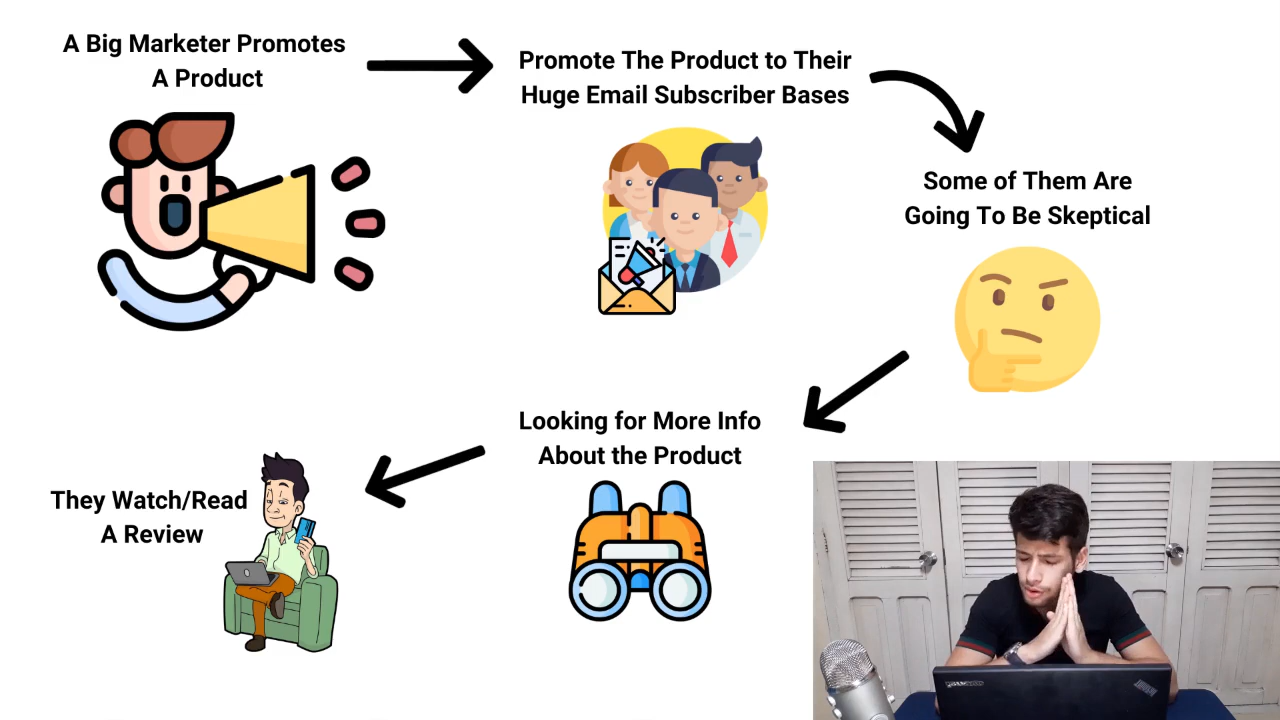 A Big Marketer Promotes
A Product
Promote The Product to Their
Huge Email Subscriber Bases
Some of Them Are
Going To Be Skeptical
Looking for More Info
About the Product
They Watch/Read
A Review